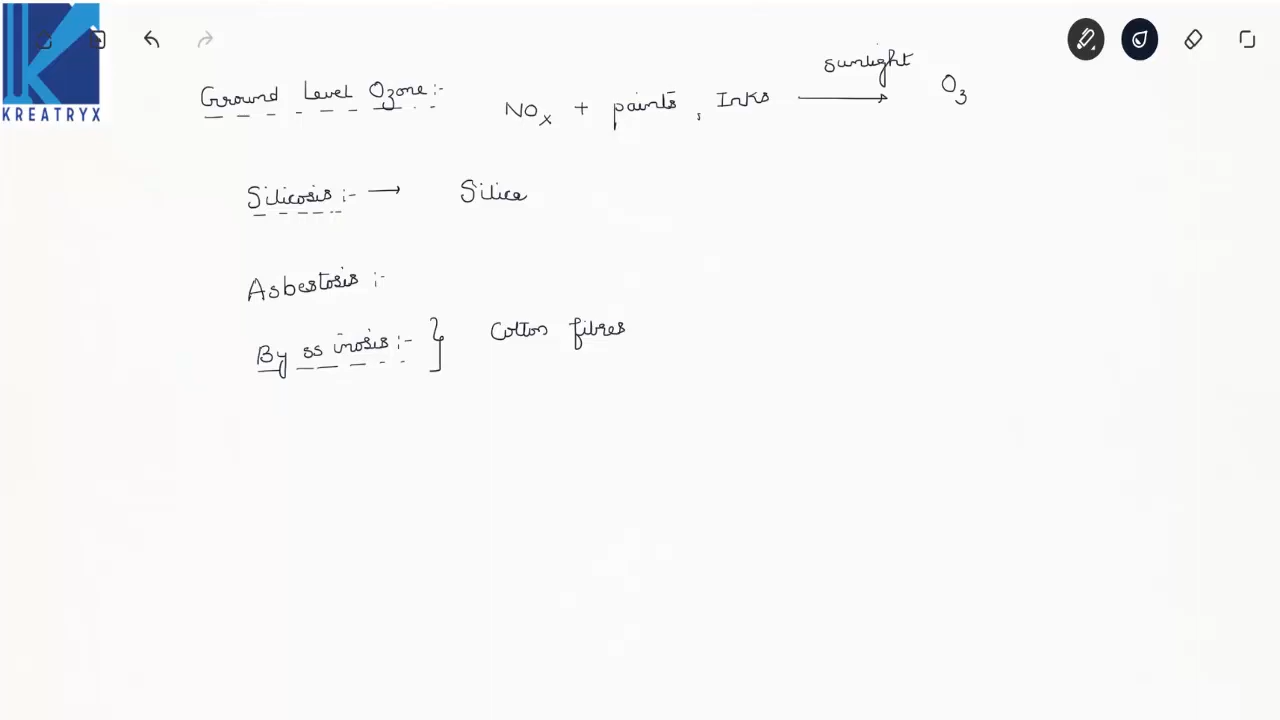 KREATRYX
Ground Level Ozone :- NOx + paints, Inks sunlight → O3
Silicosis :- → Silica
Asbestosis :-
Byssinosis :- } Cotton fibres